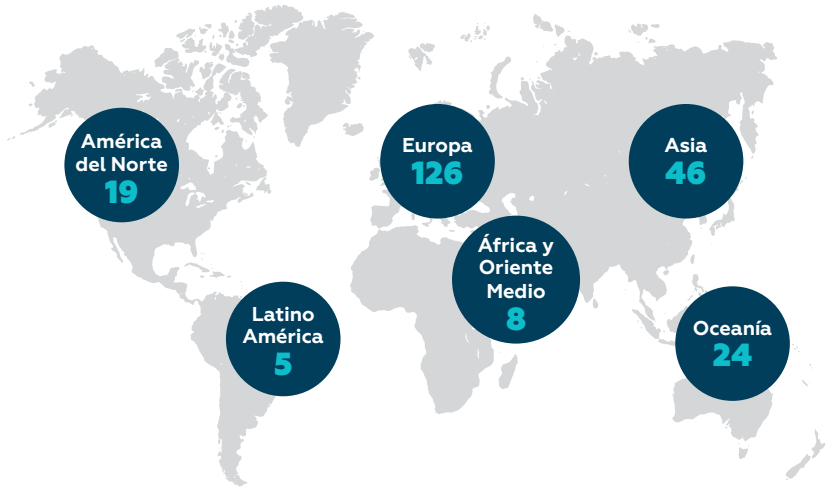 América
del Norte
19
Europa
126
Asia
46
África y
Oriente
Medio
8
Latino
América
5
Oceanía
24